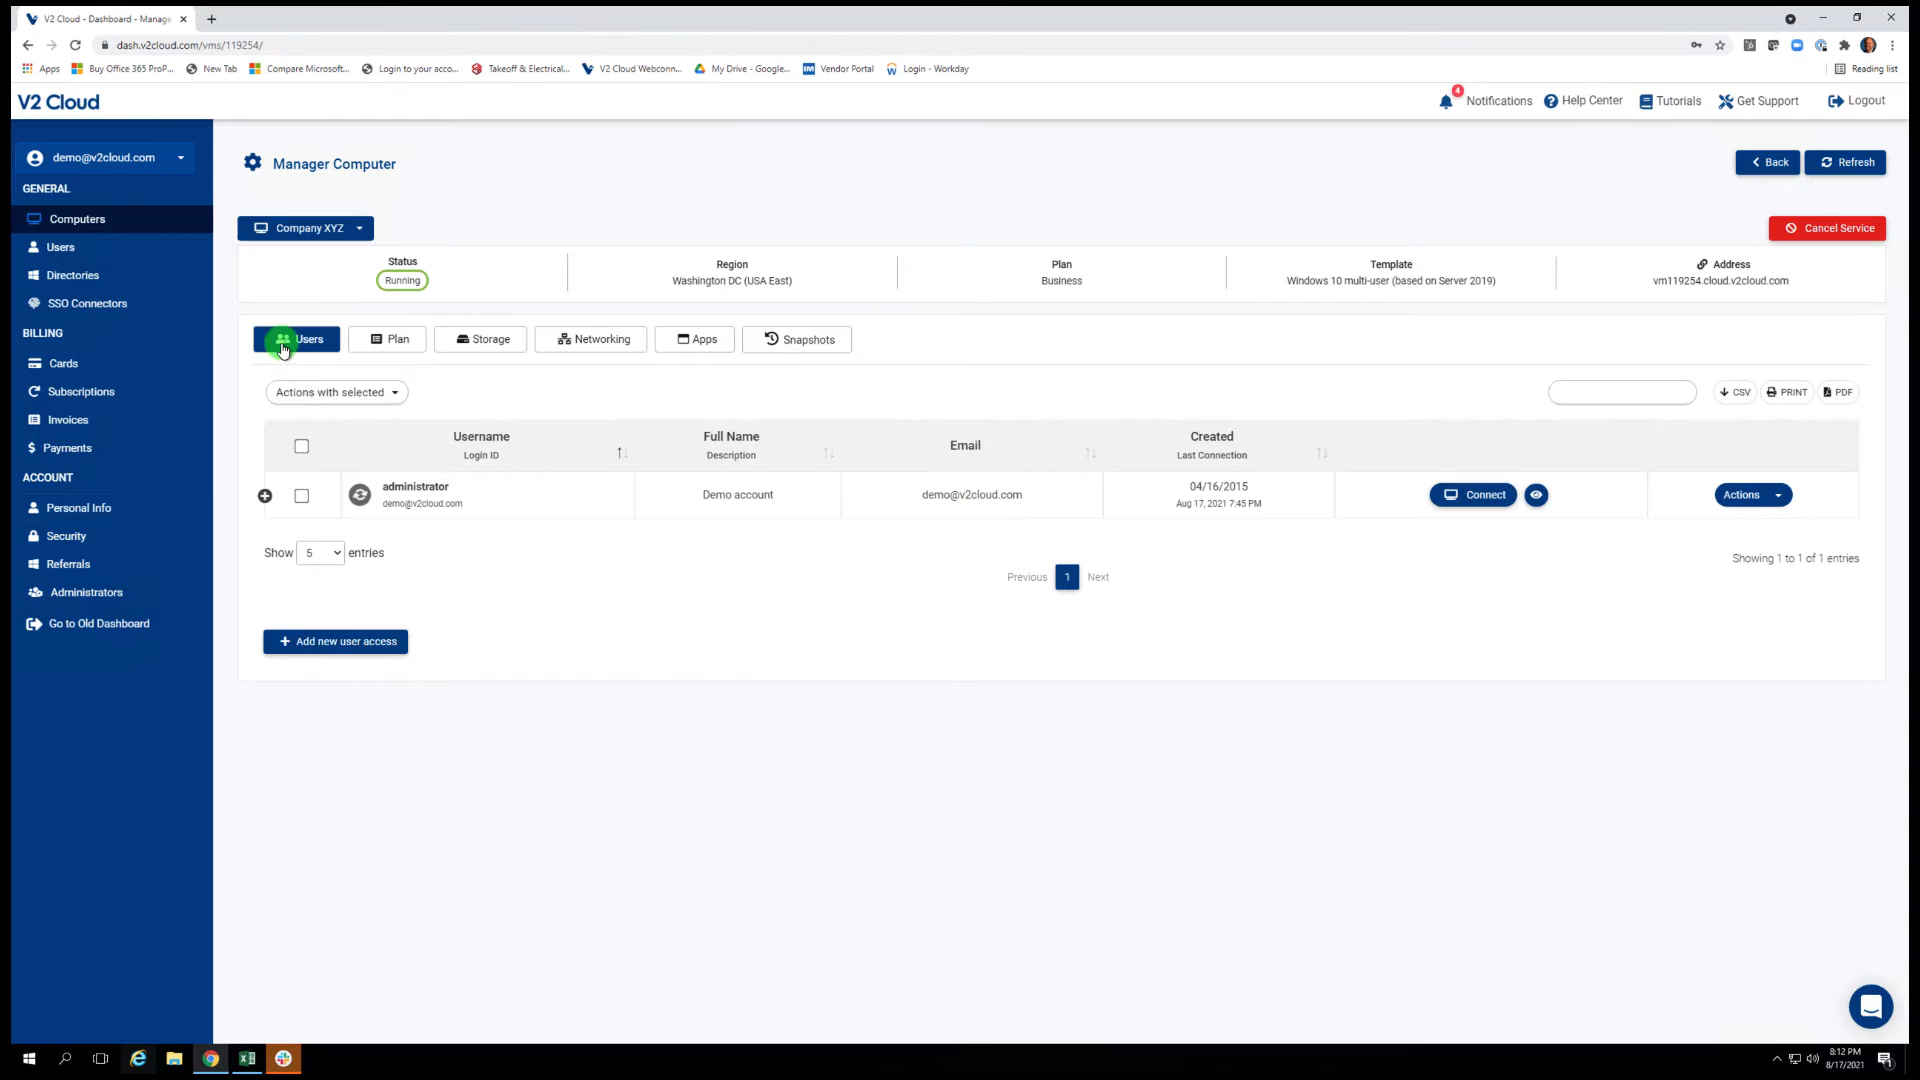 V2 Cloud - Dashboard - Manage
dash.v2cloud.com/vms/119254/
Apps
Buy Office 365 ProP...
New Tab
Compare Microsoft...
Login to your acco...
Takeoff & Electrical...
V2 Cloud Webconn...
My Drive - Google...
Vendor Portal
Login - Workday
Reading list
V2 Cloud
4
Notifications
Help Center
Tutorials
Get Support
Logout
demo@v2cloud.com
GENERAL
Computers
Users
Directories
SSO Connectors
BILLING
Cards
Subscriptions
Invoices
Payments
ACCOUNT
Personal Info
Security
Referrals
Administrators
Go to Old Dashboard
Manager Computer
Back
Refresh
Company XYZ
Cancel Service
Status
Running
Region
Washington DC (USA East)
Plan
Business
Template
Windows 10 multi-user (based on Server 2019)
Address
vm119254.cloud.v2cloud.com
Users
Plan
Storage
Networking
Apps
Snapshots
Actions with selected
CSV
PRINT
PDF
Username
Login ID
Full Name
Description
Email
Created
Last Connection
administrator
demo@v2cloud.com
Demo account
demo@v2cloud.com
04/16/2015
Aug 17, 2021 7:45 PM
Connect
Actions
Show 5 entries
Showing 1 to 1 of 1 entries
Previous 1 Next
+ Add new user access
8:12 PM
8/17/2021